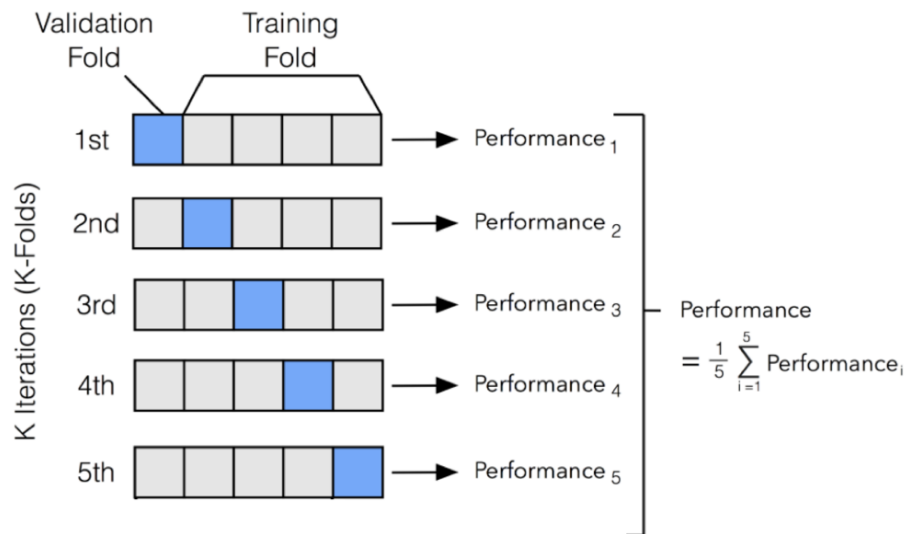 Validation
Fold
Training
Fold
K Iterations (K-Folds)
1st
Performance 1
2nd
Performance 2
3rd
Performance 3
4th
Performance 4
5th
Performance 5
Performance
= 1/5 5 ∑ i=1 Performance i